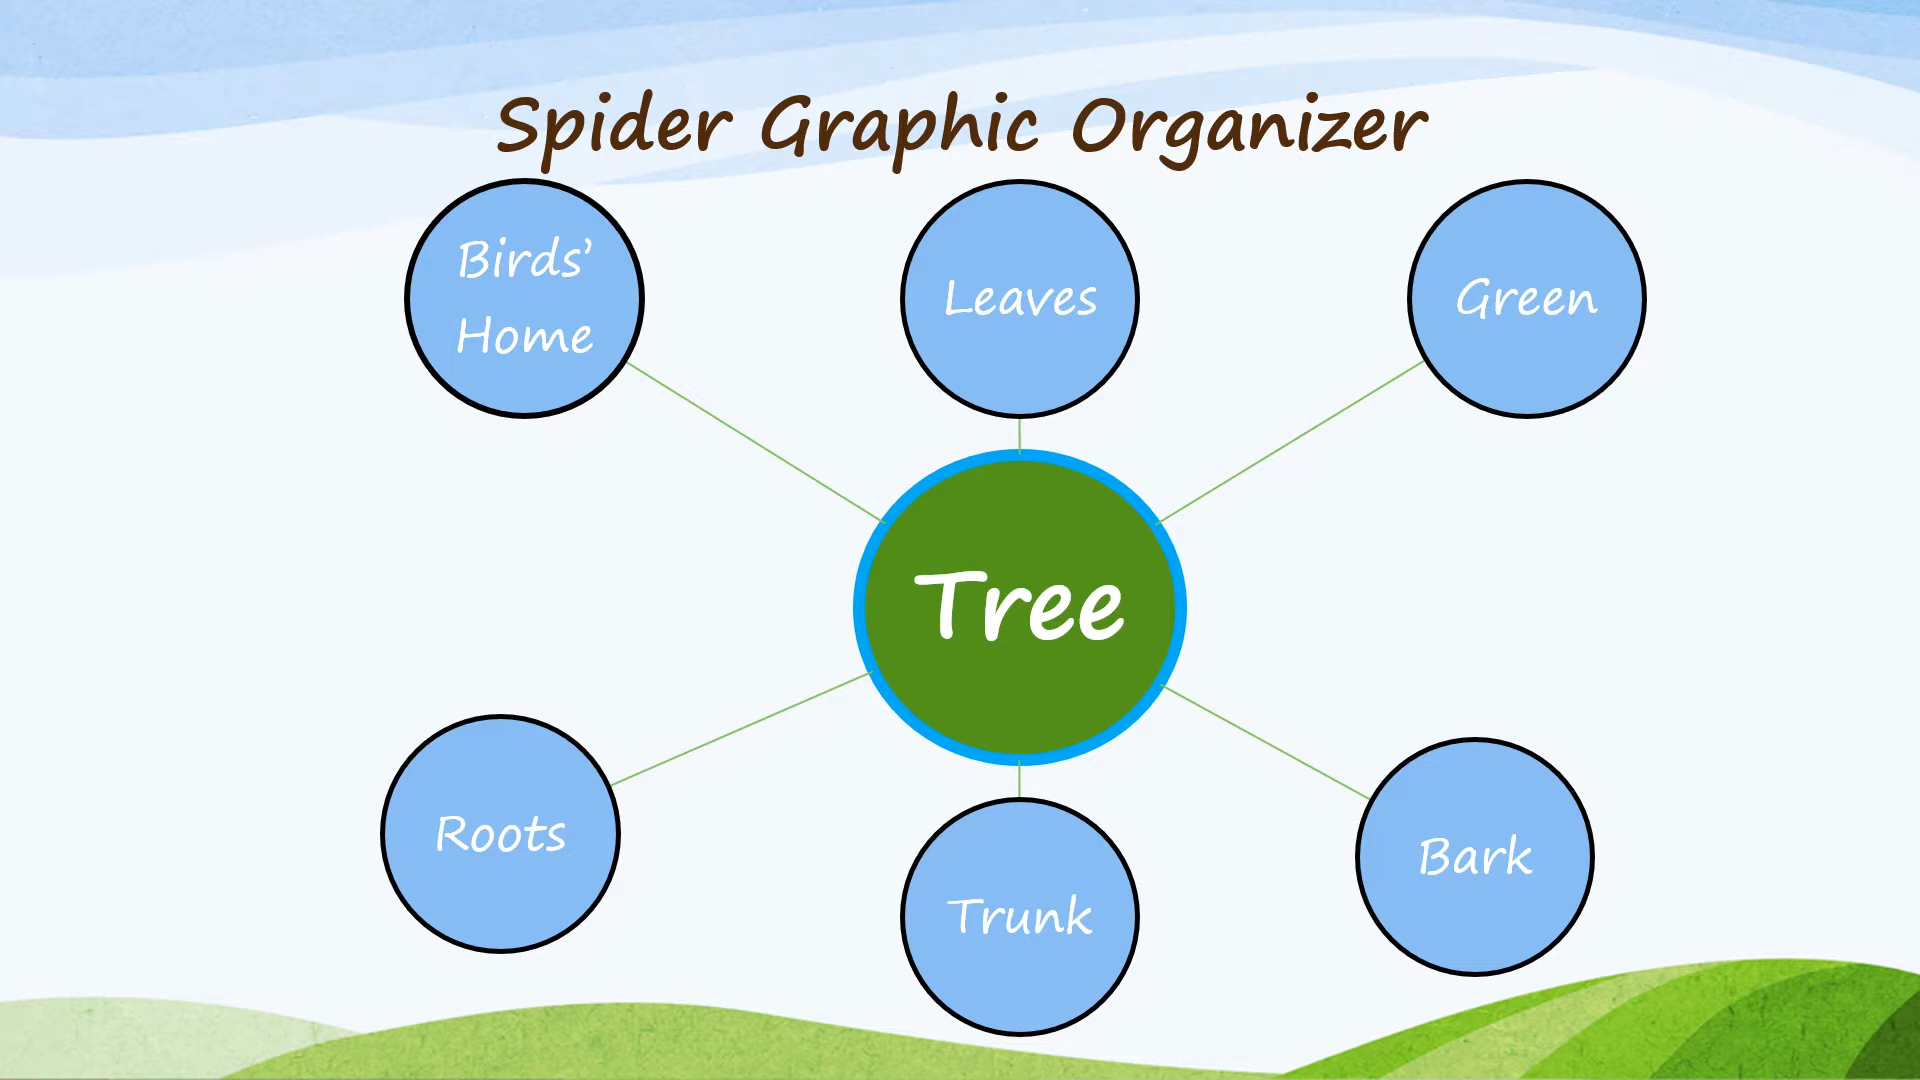 Spider Graphic Organizer
Birds’
Home
Leaves
Green
Tree
Roots
Trunk
Bark